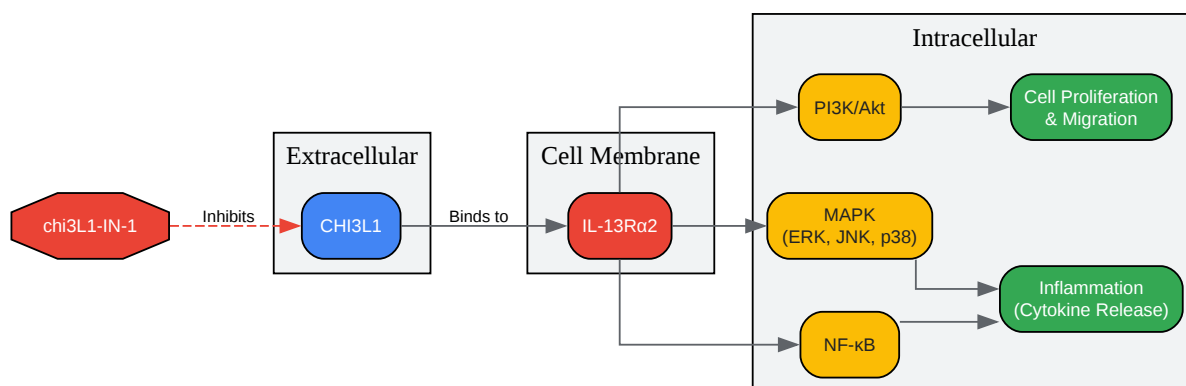 Intracellular
PI3K/Akt
Cell Proliferation
& Migration
Extracellular
Cell Membrane
chi3L1-IN-1
Inhibits
CHI3L1
Binds to
IL-13Rα2
MAPK
(ERK, JNK, p38)
Inflammation
(Cytokine Release)
NF-κB